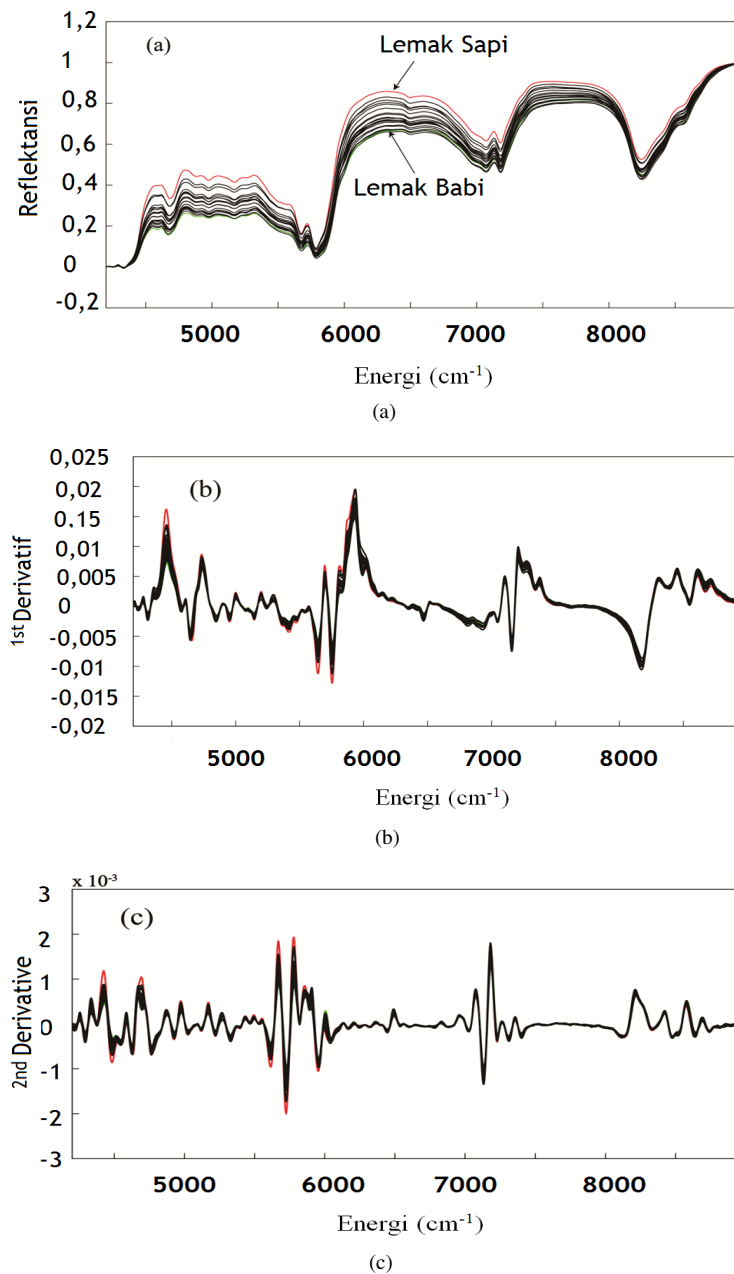 (a)
Lemak Sapi
Lemak Babi
Reflektansi
1,2
1
0,8
0,6
0,4
0,2
0
-0,2
5000 6000 7000 8000
Energi (cm⁻¹)
(a)
(b)
1st Derivatif
0,025
0,02
0,15
0,01
0,005
0
-0,005
-0,01
-0,015
-0,02
5000 6000 7000 8000
Energi (cm⁻¹)
(b)
x 10⁻³
(c)
2nd Derivative
3
2
1
0
-1
-2
-3
5000 6000 7000 8000
Energi (cm⁻¹)
(c)